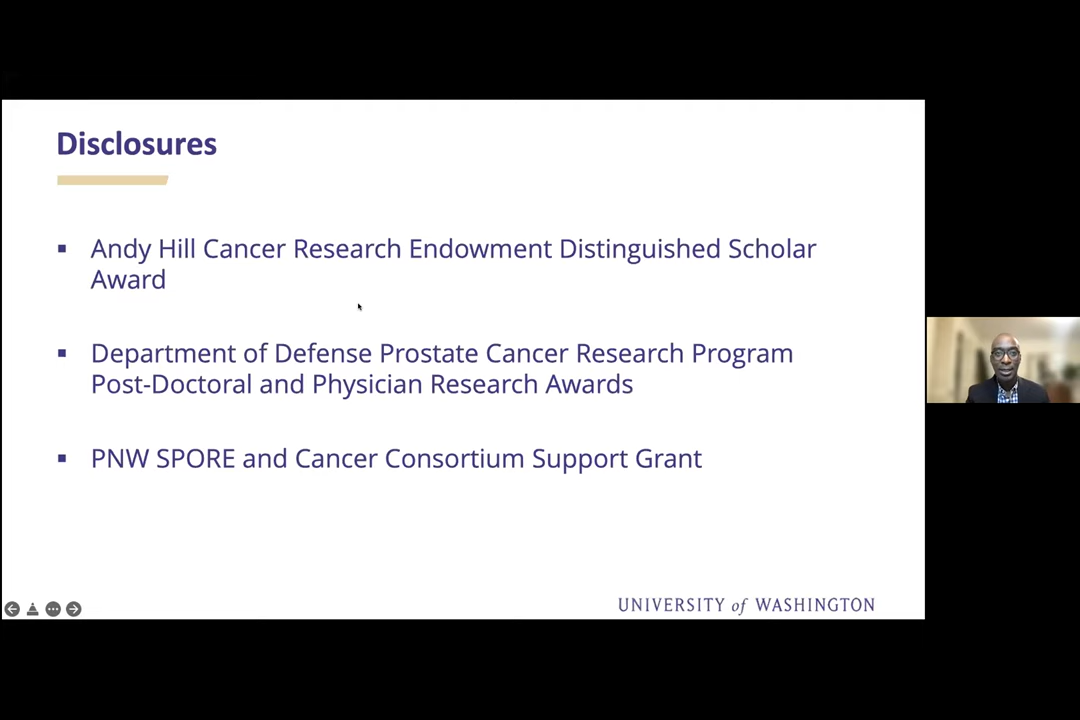 Disclosures
Andy Hill Cancer Research Endowment Distinguished Scholar
Award
Department of Defense Prostate Cancer Research Program
Post-Doctoral and Physician Research Awards
PNW SPORE and Cancer Consortium Support Grant
UNIVERSITY of WASHINGTON